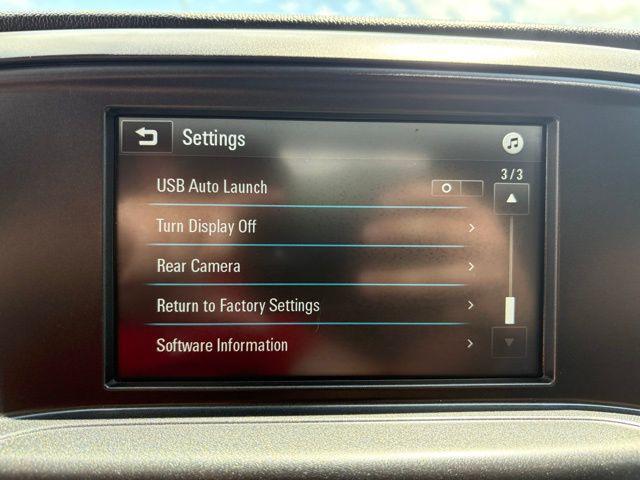 Settings
3/3
USB Auto Launch
Turn Display Off
Rear Camera
Return to Factory Settings
Software Information